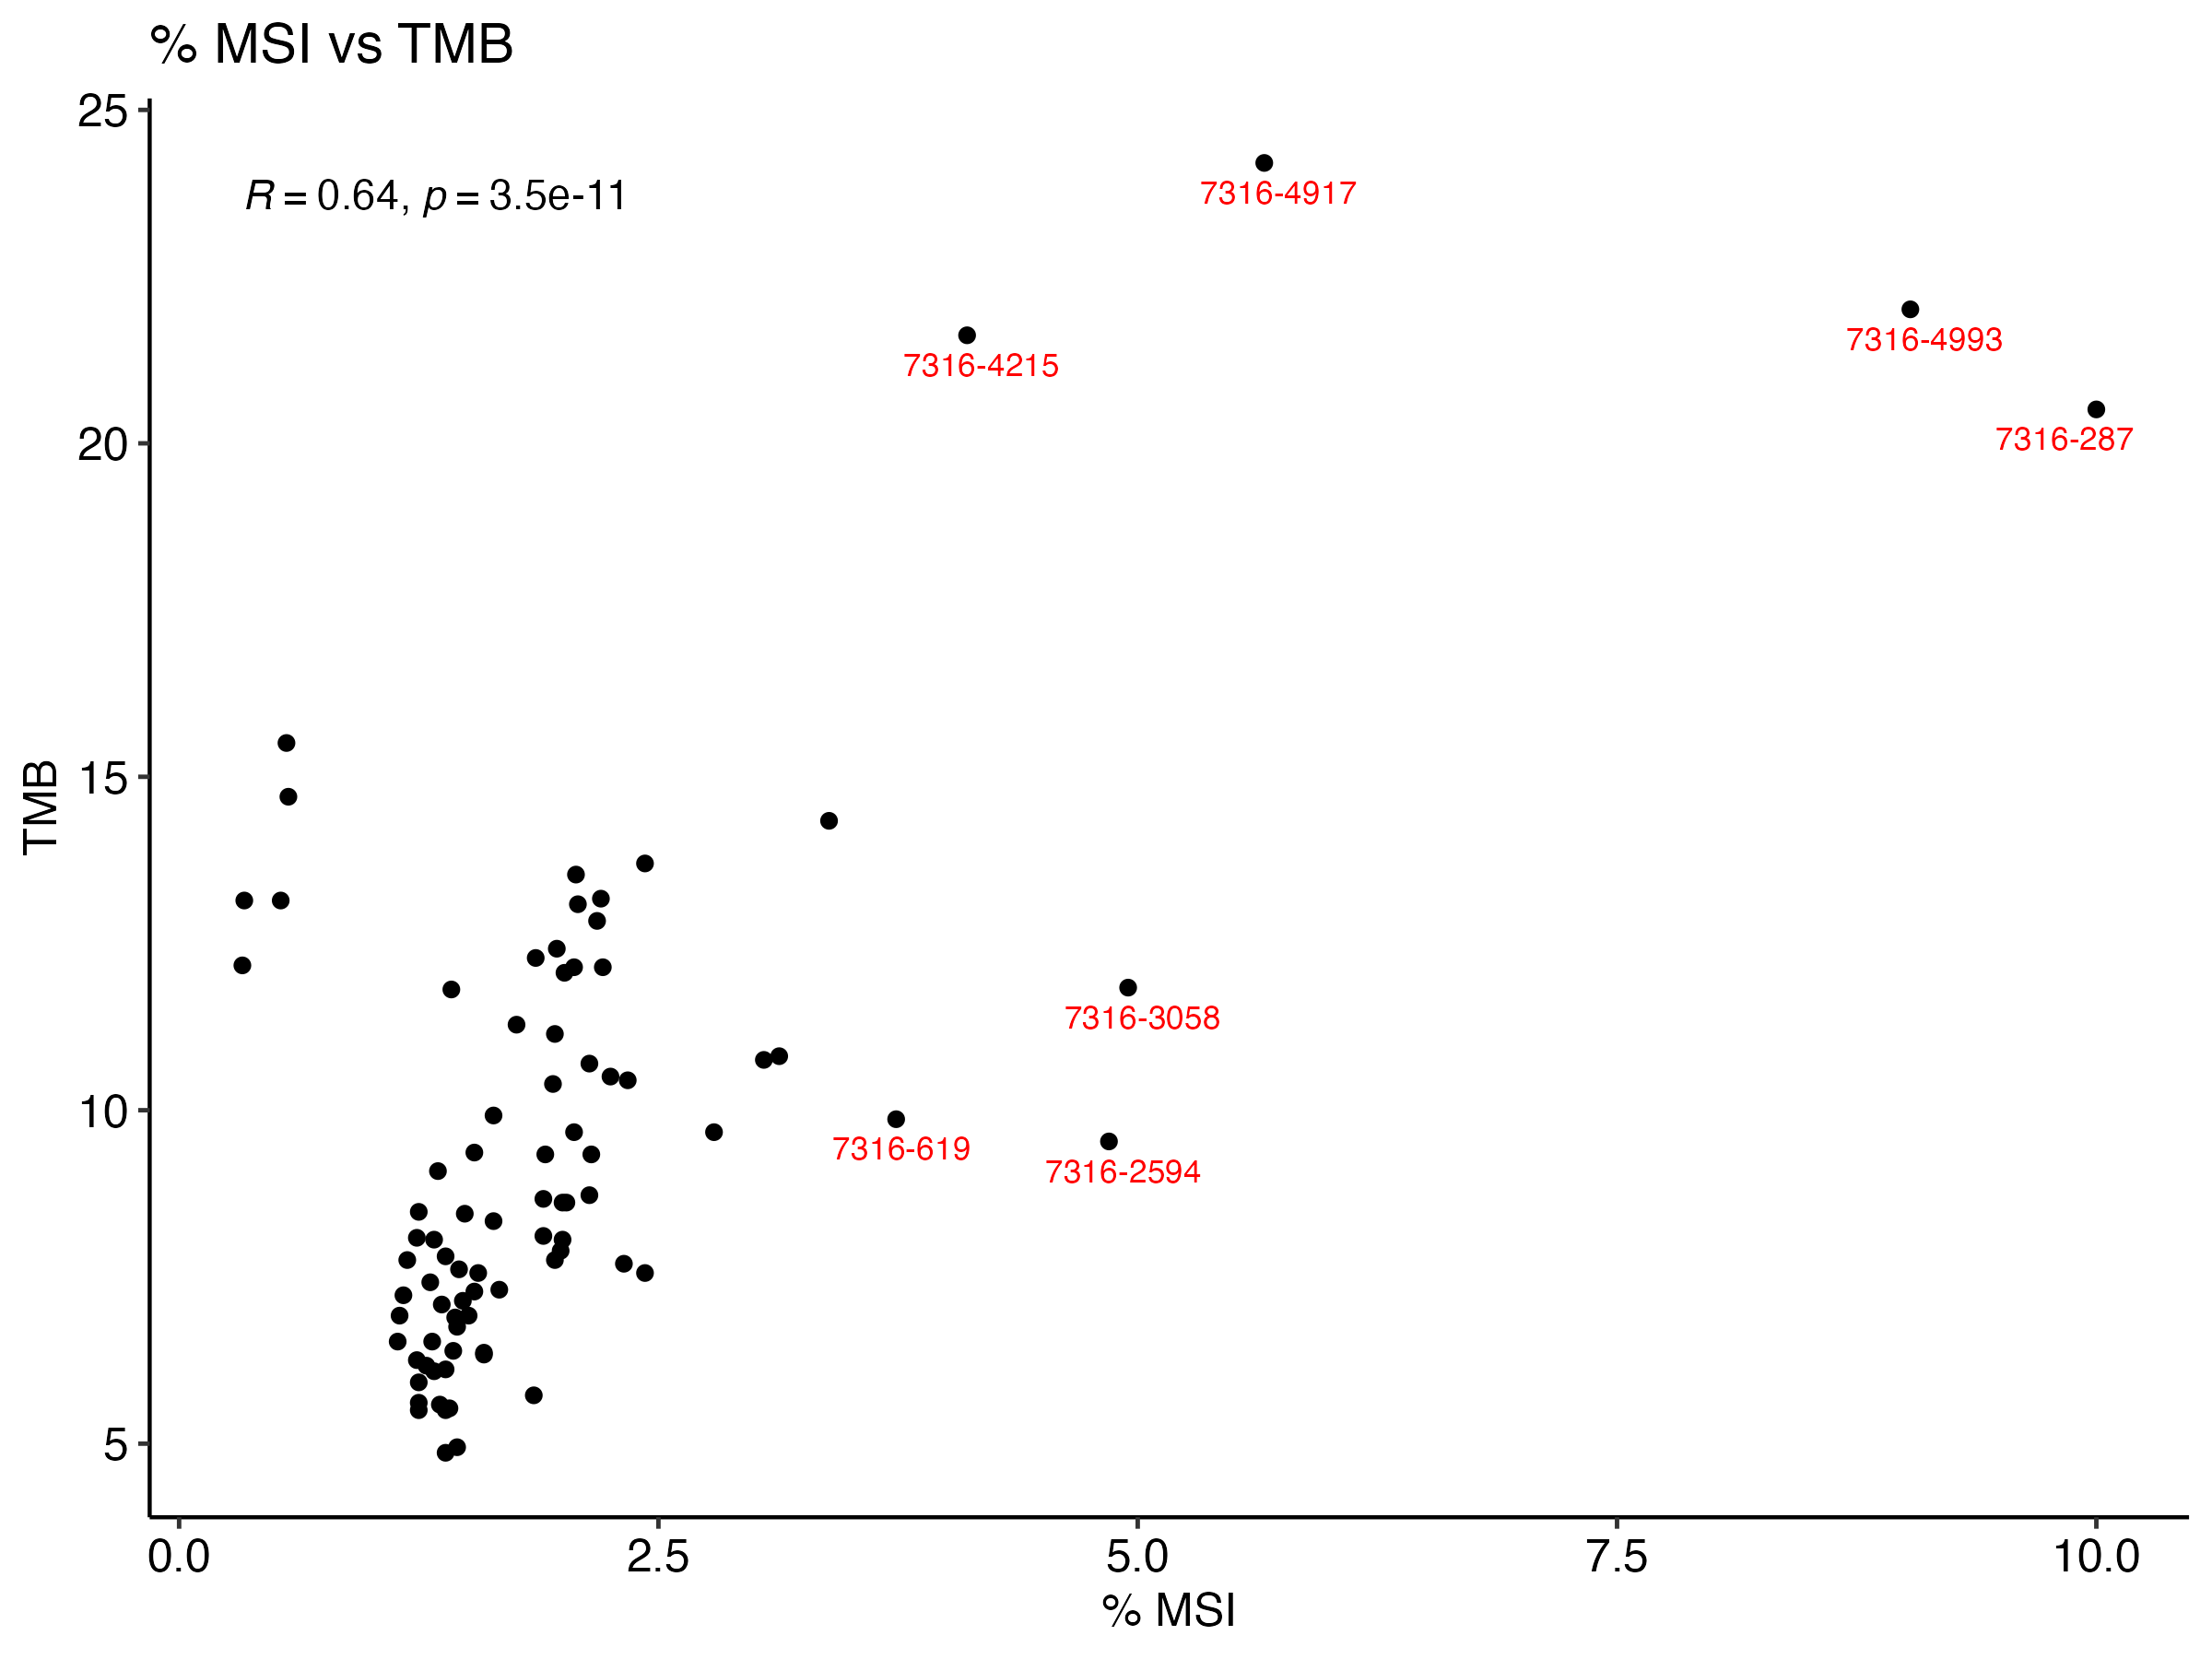 % MSI vs TMB
25
R = 0.64, p = 3.5e-11
7316-4917
7316-4993
7316-4215
20
7316-287
TMB
15
7316-3058
10
7316-619
7316-2594
5
0.0 2.5 5.0 7.5 10.0
% MSI